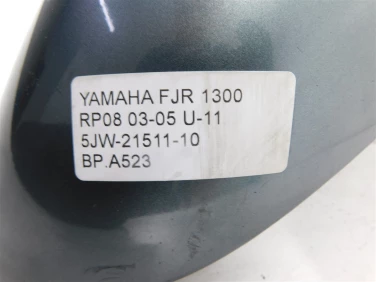 YAMAHA FJR 1300
RP08 03-05 U-11
5JW-21511-10
BP.A523